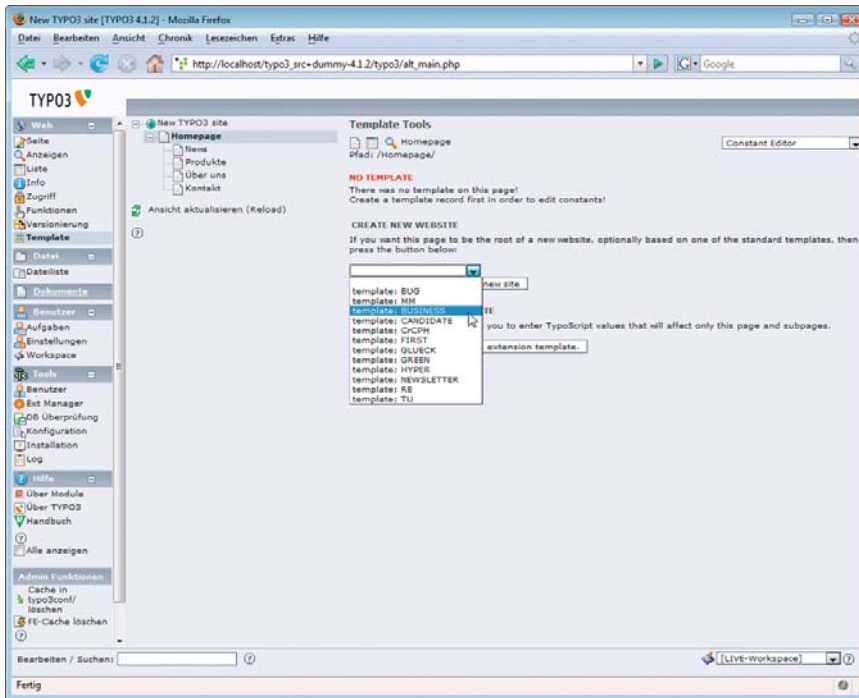 New TYPO3 site [TYPO3 4.1.2] - Mozilla Firefox
Datei Bearbeiten Ansicht Chronik Lesezeichen Extras Hilfe
http://localhost/typo3_src+dummy-4.1.2/typo3/alt_main.php
Google
TYPO3
Web
Seite
Anzeigen
Liste
Info
Zugriff
Funktionen
Versionierung
Template
Datei
Dateiliste
Dokumente
Benutzer
Aufgaben
Einstellungen
Workspace
Tools
Benutzer
Ext Manager
DB Überprüfung
Konfiguration
Installation
Log
Hilfe
Über Module
Über TYPO3
Handbuch
Alle anzeigen
Admin Funktionen
Cache in
typo3conf/
löschen
FE-Cache löschen
New TYPO3 site
Homepage
News
Produkte
Über uns
Kontakt
Ansicht aktualisieren (Reload)
Template Tools
Homepage
Constant Editor
Pfad: /Homepage/
NO TEMPLATE
There was no template on this page!
Create a template record first in order to edit constants!
CREATE NEW WEBSITE
If you want this page to be the root of a new website, optionally based on one of the standard templates, then
press the button below:
new site
template; BUG
template; MM
template; BUSINESS
template; CANDIDATE
template; CrCPH
template; FIRST
template; GLUECK
template; GREEN
template; HYPER
template; NEWSLETTER
template; RE
template; TU
TE
you to enter TypoScript values that will affect only this page and subpages.
extension template.
Bearbeiten / Suchen:
[LIVE-Workspace]
Fertig